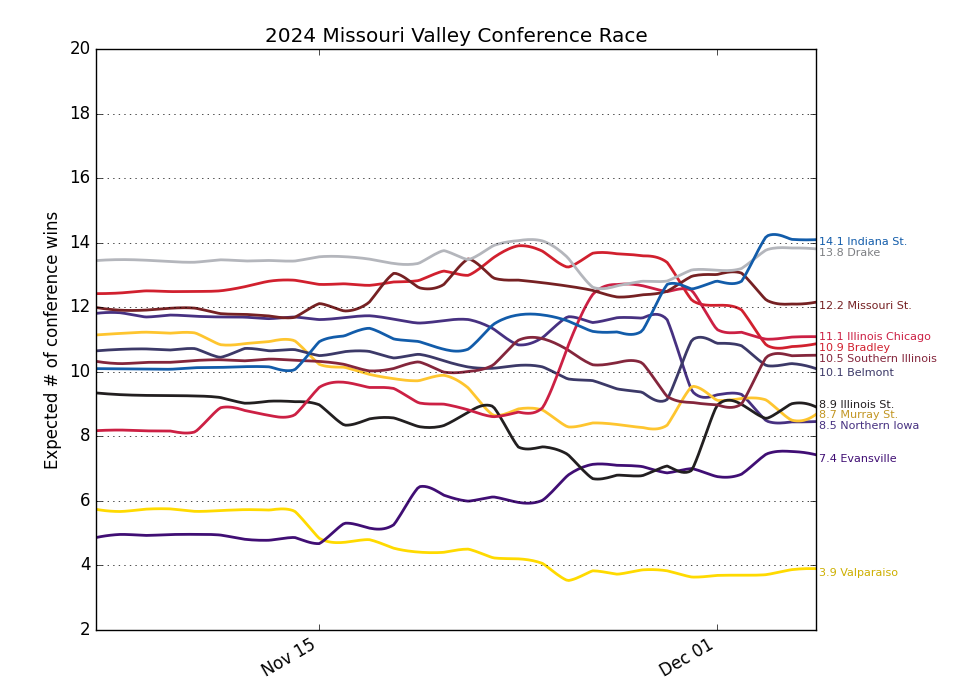 2024 Missouri Valley Conference Race
Expected # of conference wins
20
18
16
14
12
10
8
6
4
2
14.1 Indiana St.
13.8 Drake
12.2 Missouri St.
11.1 Illinois Chicago
10.9 Bradley
10.5 Southern Illinois
10.1 Belmont
8.9 Illinois St.
8.7 Murray St.
8.5 Northern Iowa
7.4 Evansville
3.9 Valparaiso
Nov 15
Dec 01